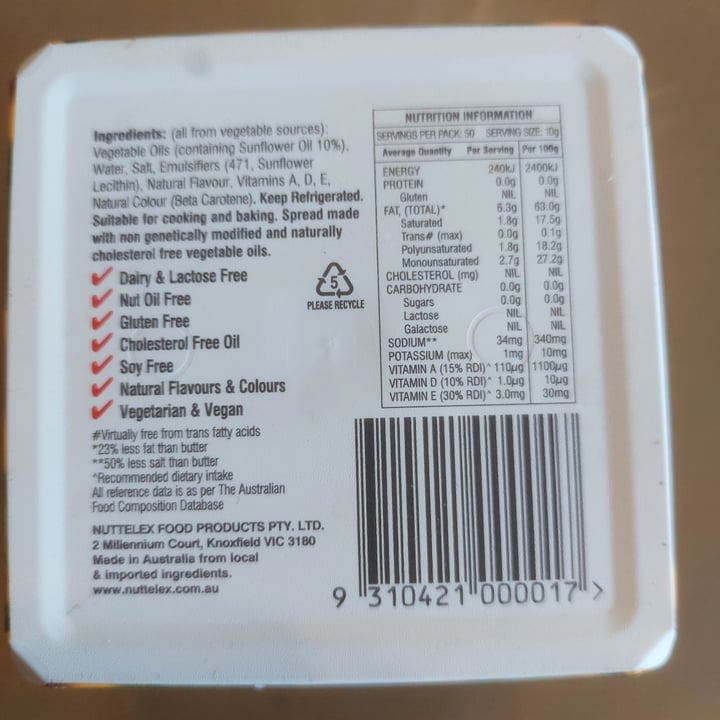 Ingredients: (all from vegetable sources):
Vegetable Oils (containing Sunflower Oil 10%),
Water, Salt, Emulsifiers (471, Sunflower
Lecithin), Natural Flavour, Vitamins A, D, E,
Natural Colour (Beta Carotene). Keep Refrigerated.
Suitable for cooking and baking. Spread made
with non genetically modified and naturally
cholesterol free vegetable oils.
Dairy & Lactose Free
Nut Oil Free
Gluten Free
Cholesterol Free Oil
Soy Free
Natural Flavours & Colours
Vegetarian & Vegan
#Virtually free from trans fatty acids
*23% less fat than butter
**50% less salt than butter
^Recommended dietary intake
All reference data is as per The Australian
Food Composition Database
NUTTELEX FOOD PRODUCTS PTY. LTD.
2 Millennium Court, Knoxfield VIC 3180
Made in Australia from local
& imported ingredients.
www.nuttelex.com.au
5
PLEASE RECYCLE
NUTRITION INFORMATION
SERVINGS PER PACK: 50 SERVING SIZE: 10g
Average Quantity Per Serving Per 100g
ENERGY 240kJ 2400kJ
PROTEIN 0.0g 0.0g
Gluten NIL NIL
FAT, (TOTAL)* 6.3g 63.0g
Saturated 1.8g 17.5g
Trans# (max) 0.0g 0.1g
Polyunsaturated 1.8g 18.2g
Monounsaturated 2.7g 27.2g
CHOLESTEROL (mg) NIL NIL
CARBOHYDRATE 0.0g 0.0g
Sugars 0.0g 0.0g
Lactose NIL NIL
Galactose NIL NIL
SODIUM** 34mg 340mg
POTASSIUM (max) 1mg 10mg
VITAMIN A (15% RDI)^ 110µg 1100µg
VITAMIN D (10% RDI)^ 1.0µg 10µg
VITAMIN E (30% RDI)^ 3.0mg 30mg
9 310421 000017 >